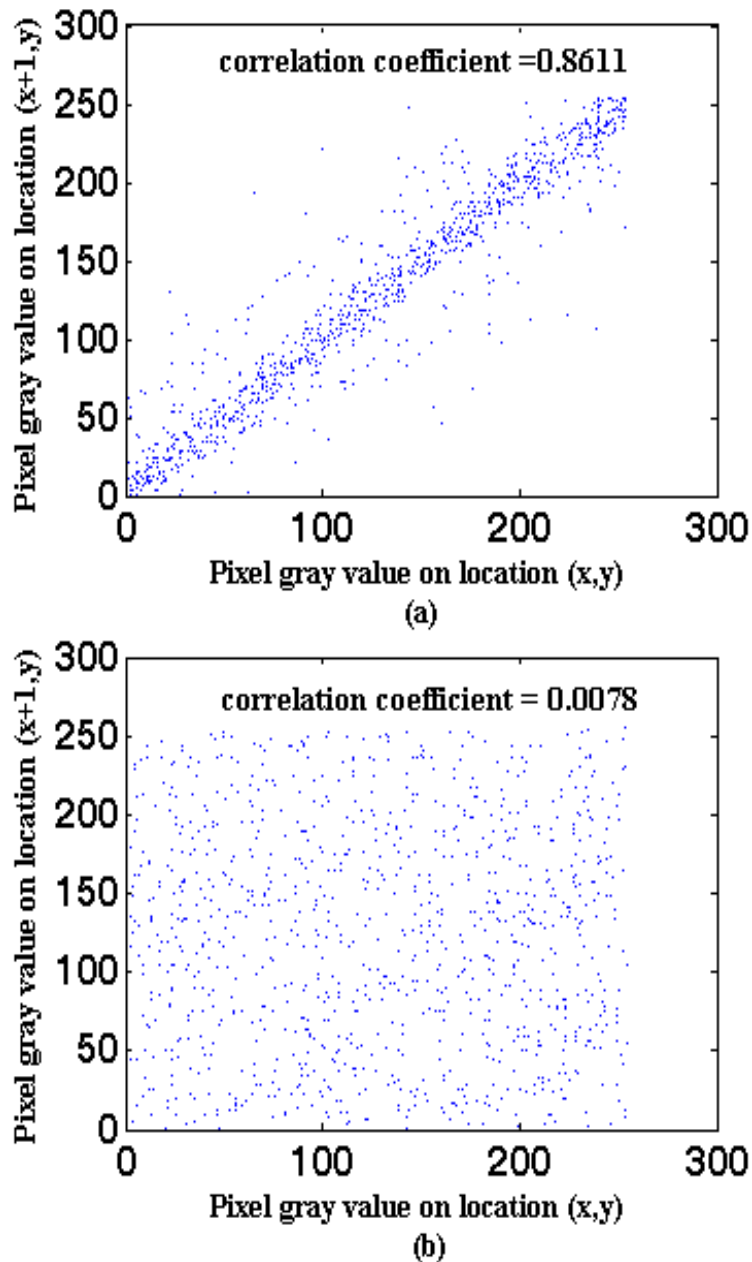 300
correlation coefficient =0.8611
250
200
150
100
50
0
Pixel gray value on location (x+1,y)
0 100 200 300
Pixel gray value on location (x,y)
(a)
300
correlation coefficient = 0.0078
250
200
150
100
50
0
Pixel gray value on location (x+1,y)
0 100 200 300
Pixel gray value on location (x,y)
(b)